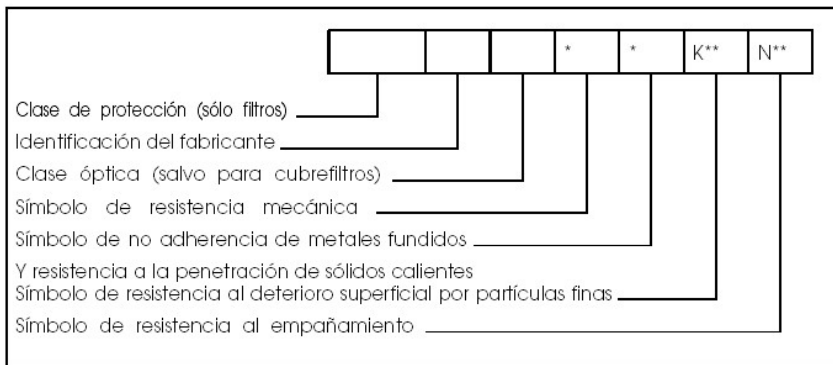 * * K** N**
Clase de protección (sólo filtros)
Identificación del fabricante
Clase óptica (salvo para cubrefiltros)
Símbolo de resistencia mecánica
Símbolo de no adherencia de metales fundidos
Y resistencia a la penetración de sólidos calientes
Símbolo de resistencia al deterioro superficial por partículas finas
Símbolo de resistencia al empañamiento